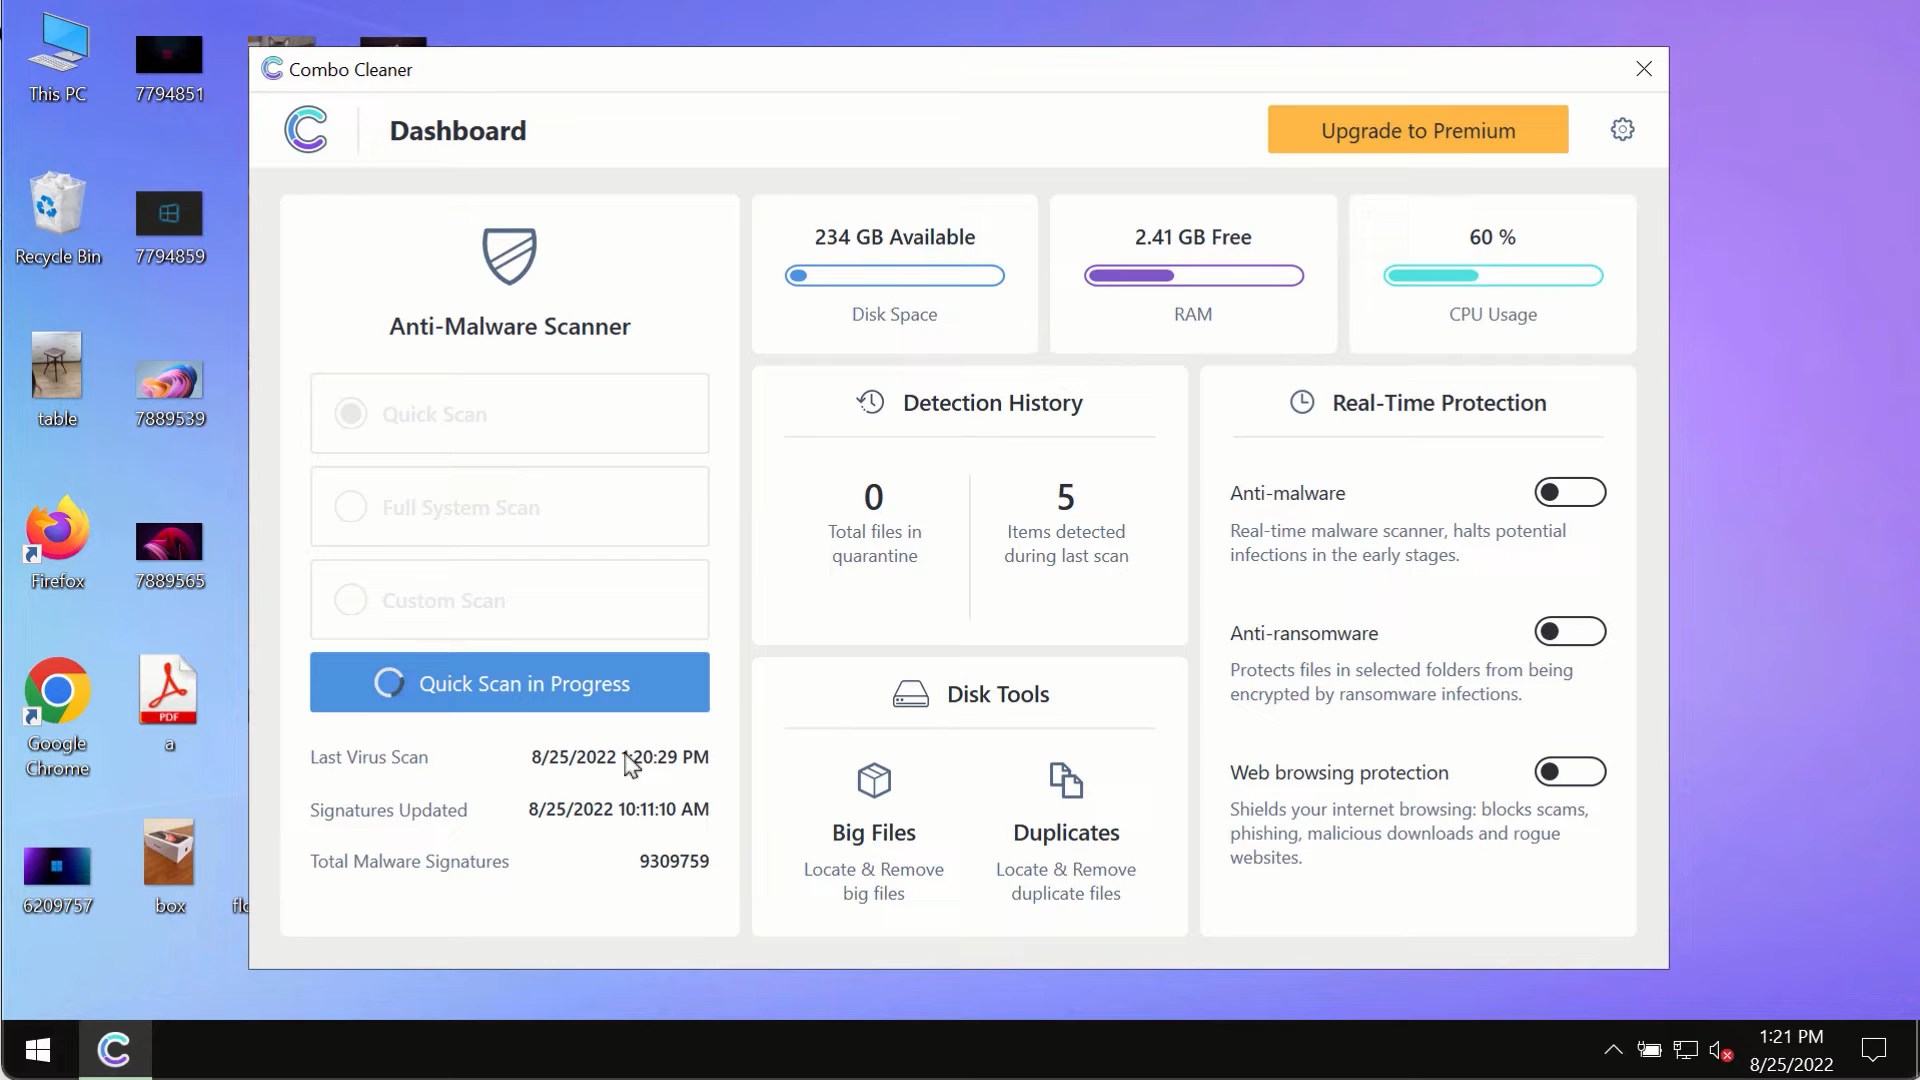 This PC
7794851
Recycle Bin
7794859
table
7889539
Firefox
7889565
Google
Chrome
PDF
a
6209757
box
Combo Cleaner
Dashboard
Upgrade to Premium
Anti-Malware Scanner
Quick Scan
Full System Scan
Custom Scan
Quick Scan in Progress
Last Virus Scan 8/25/2022 1:20:29 PM
Signatures Updated 8/25/2022 10:11:10 AM
Total Malware Signatures 9309759
234 GB Available
Disk Space
2.41 GB Free
RAM
60 %
CPU Usage
Detection History
0
Total files in
quarantine
5
Items detected
during last scan
Disk Tools
Big Files
Locate & Remove
big files
Duplicates
Locate & Remove
duplicate files
Real-Time Protection
Anti-malware
Real-time malware scanner, halts potential
infections in the early stages.
Anti-ransomware
Protects files in selected folders from being
encrypted by ransomware infections.
Web browsing protection
Shields your internet browsing: blocks scams,
phishing, malicious downloads and rogue
websites.
1:21 PM
8/25/2022